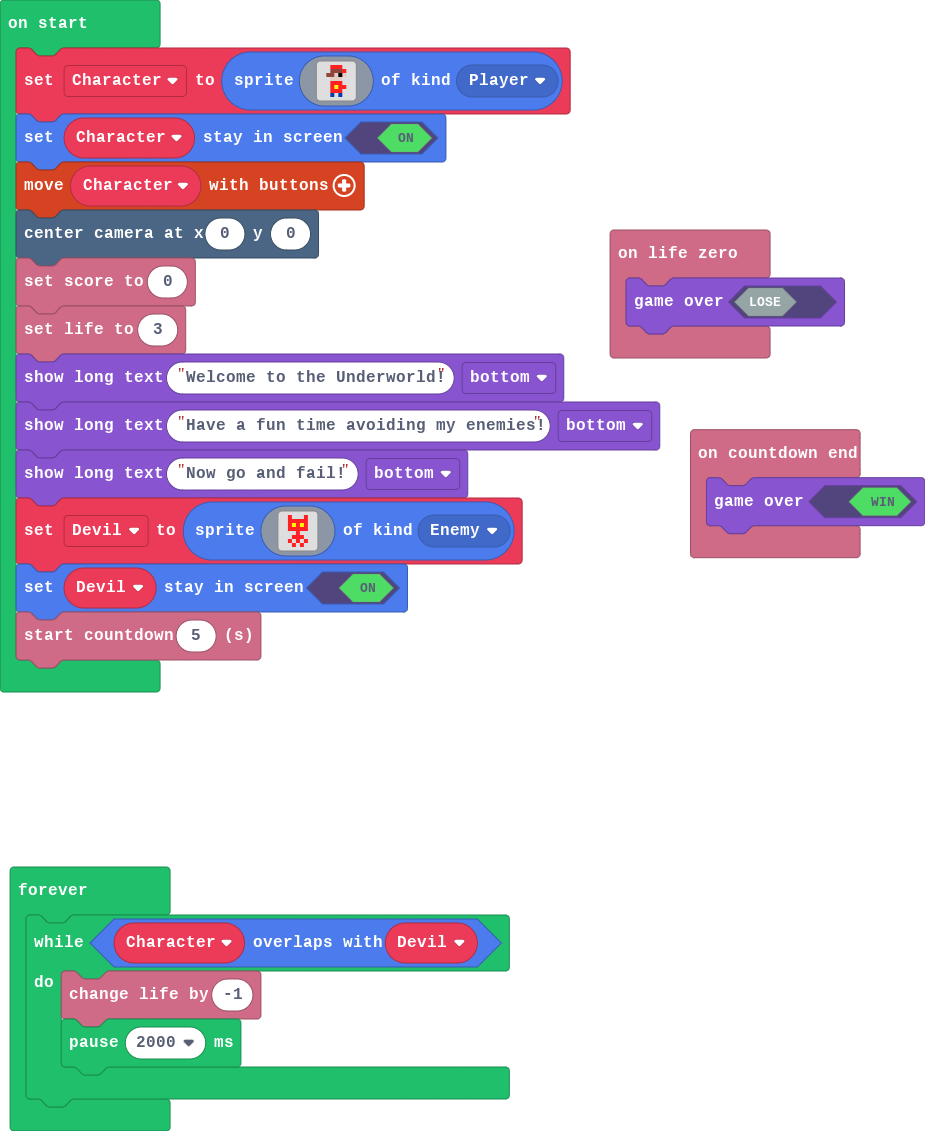 on start
set Character to sprite of kind Player
set Character stay in screen ON
move Character with buttons
center camera at x 0 y 0
set score to 0
set life to 3
show long text "Welcome to the Underworld!" bottom
show long text "Have a fun time avoiding my enemies!" bottom
show long text "Now go and fail!" bottom
set Devil to sprite of kind Enemy
set Devil stay in screen ON
start countdown 5 (s)
on life zero
game over LOSE
on countdown end
game over WIN
forever
while Character overlaps with Devil
do
change life by -1
pause 2000 ms